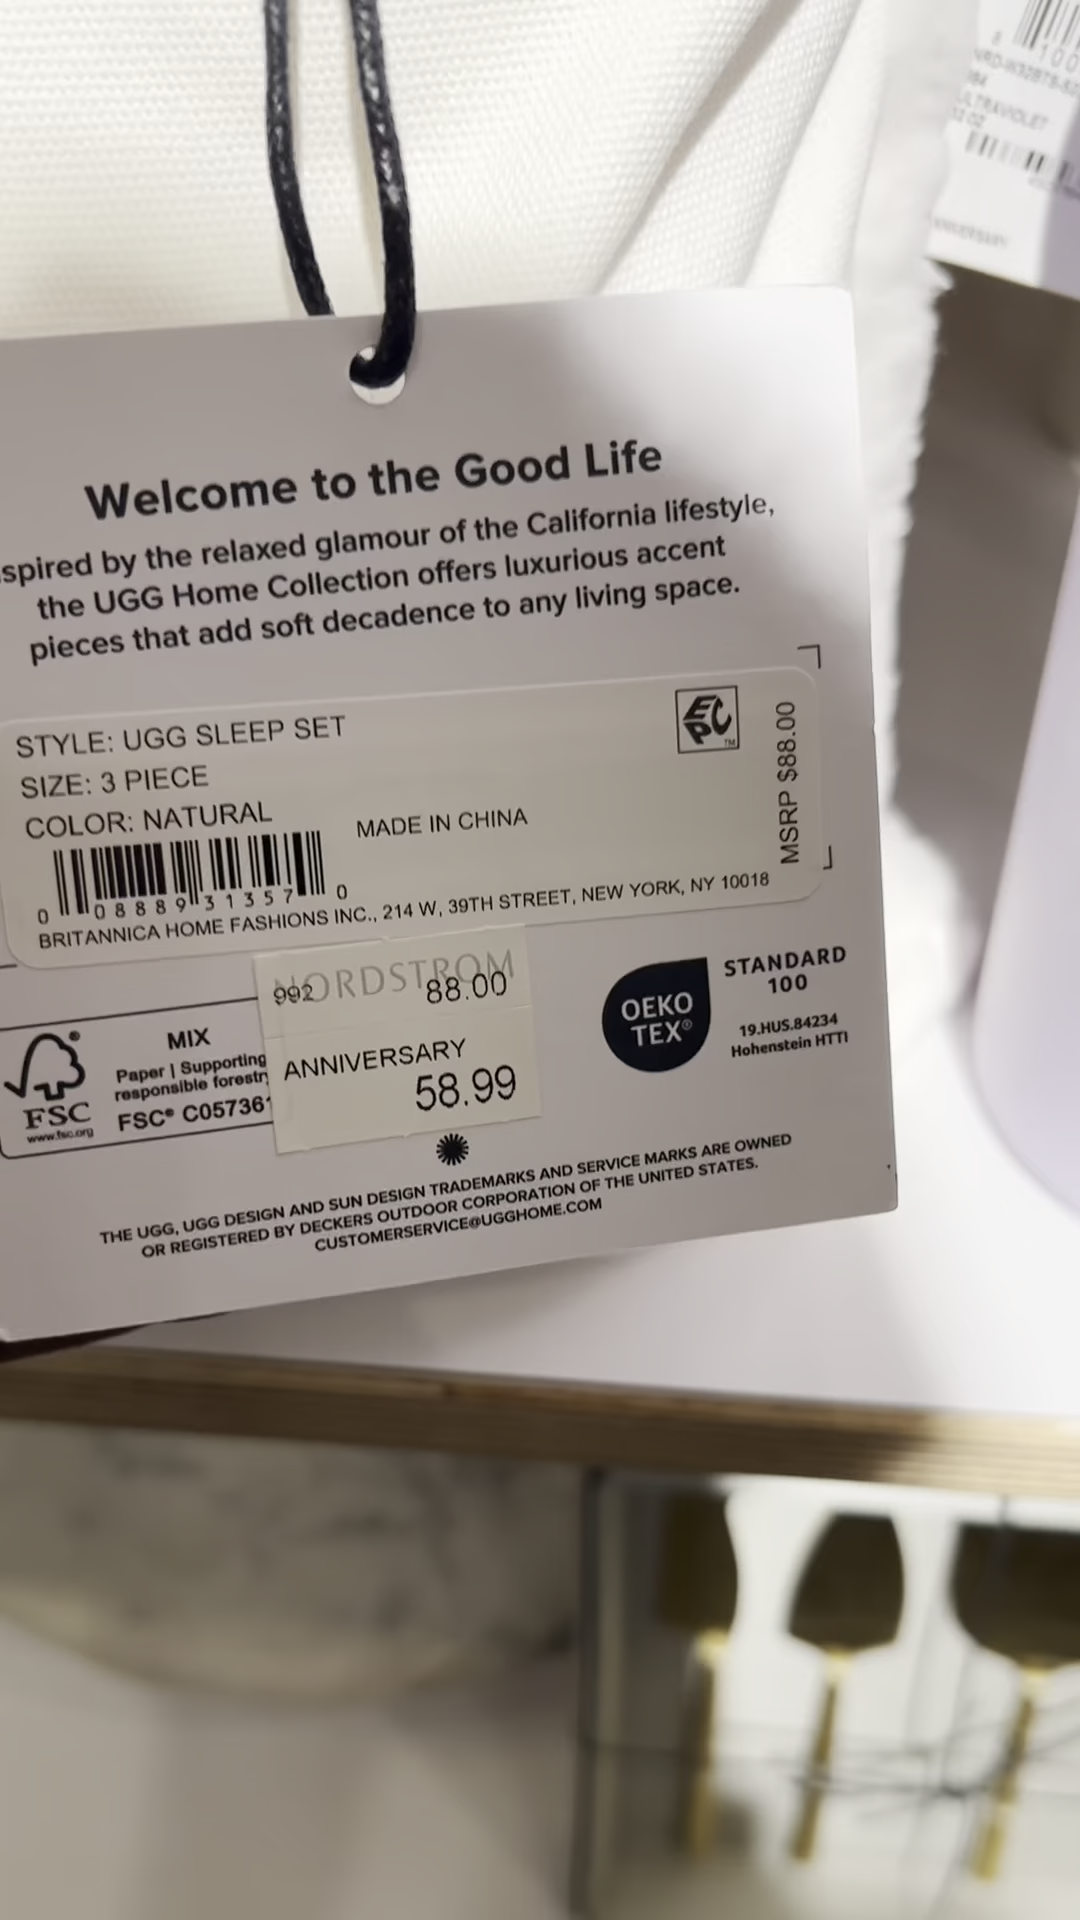 Welcome to the Good Life
spired by the relaxed glamour of the California lifestyle,
the UGG Home Collection offers luxurious accent
pieces that add soft decadence to any living space.
STYLE: UGG SLEEP SET
SIZE: 3 PIECE
COLOR: NATURAL
MADE IN CHINA
EC
PC™
MSRP $88.00
0 08889 31357 0
BRITANNICA HOME FASHIONS INC., 214 W, 39TH STREET, NEW YORK, NY 10018
NORDSTROM
992 88.00
ANNIVERSARY
58.99
FSC
www.fsc.org
MIX
Paper | Supporting
responsible forestr
FSC® C057361
OEKO
TEX®
STANDARD
100
19.HUS.84234
Hohenstein HTTI
THE UGG, UGG DESIGN AND SUN DESIGN TRADEMARKS AND SERVICE MARKS ARE OWNED
OR REGISTERED BY DECKERS OUTDOOR CORPORATION OF THE UNITED STATES.
CUSTOMERSERVICE@UGGHOME.COM
ANNIVERSARY